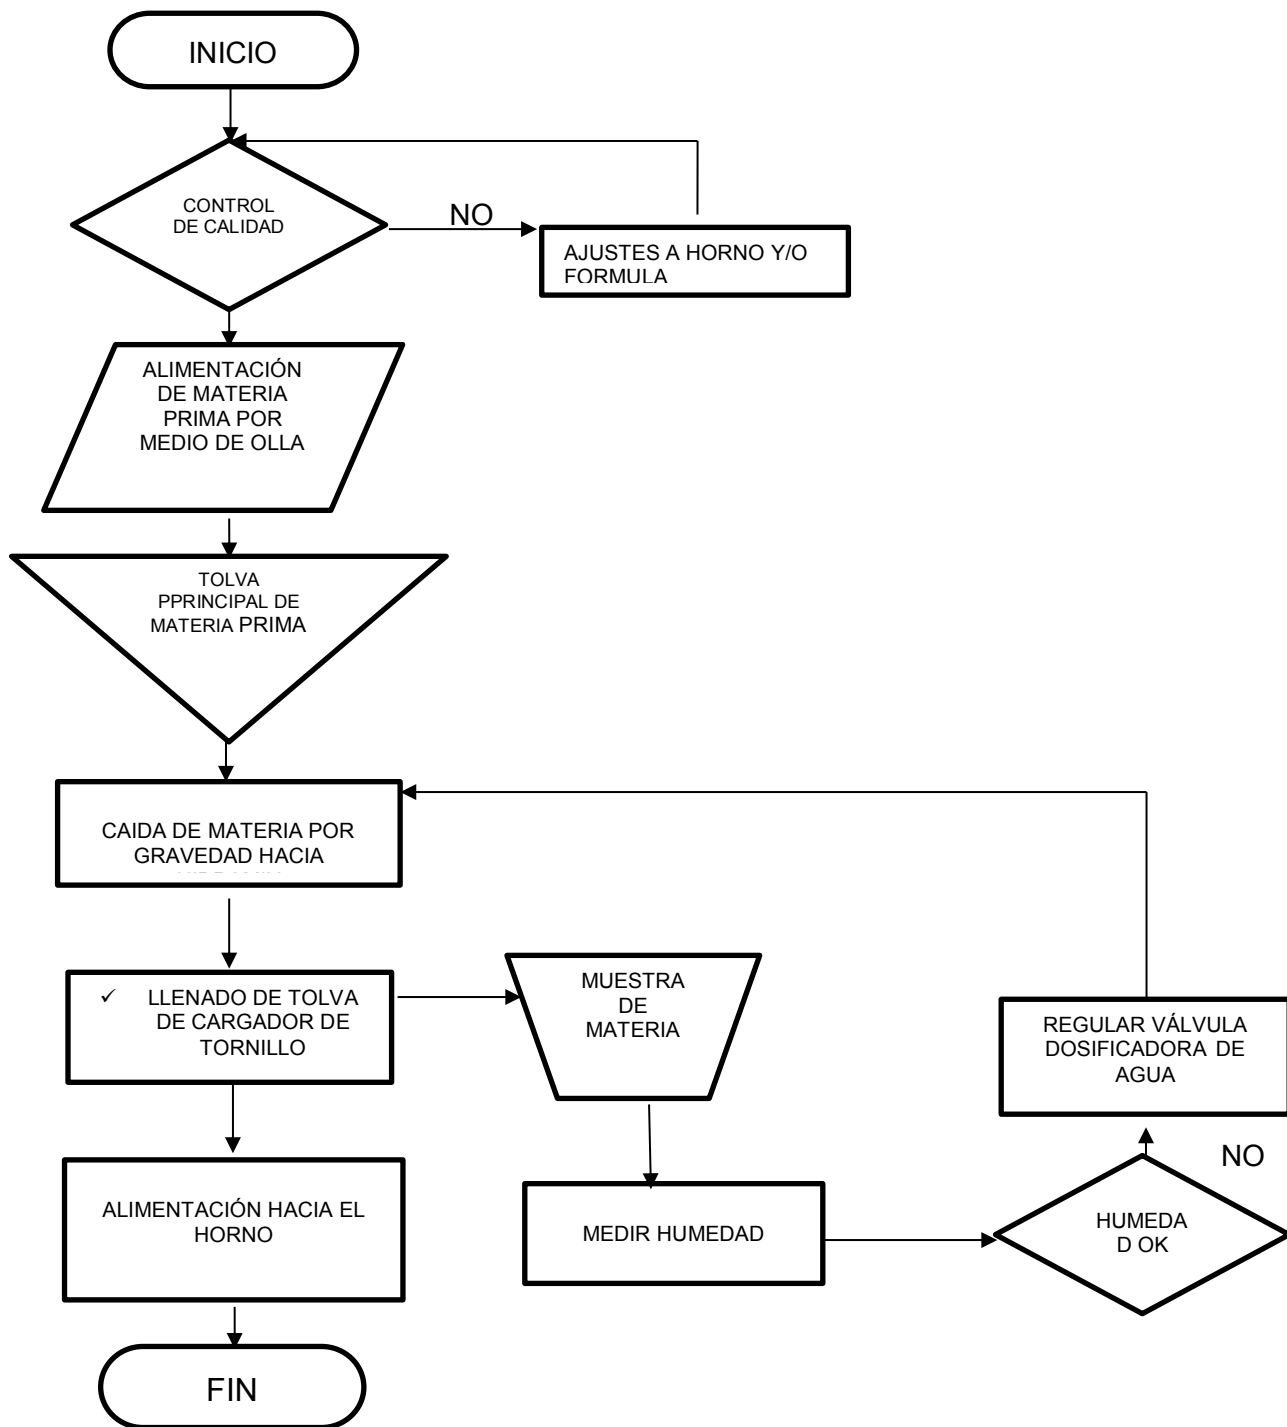 INICIO
CONTROL
DE CALIDAD
NO
AJUSTES A HORNO Y/O
FORMULA
ALIMENTACIÓN
DE MATERIA
PRIMA POR
MEDIO DE OLLA
TOLVA
PPRINCIPAL DE
MATERIA PRIMA
CAIDA DE MATERIA POR
GRAVEDAD HACIA
✓ LLENADO DE TOLVA
DE CARGADOR DE
TORNILLO
MUESTRA
DE
MATERIA
REGULAR VÁLVULA
DOSIFICADORA DE
AGUA
NO
ALIMENTACIÓN HACIA EL
HORNO
MEDIR HUMEDAD
HUMEDA
D OK
FIN